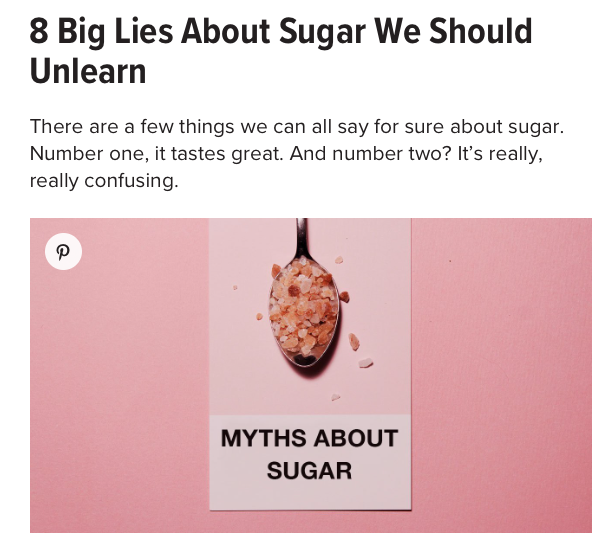 8 Big Lies About Sugar We Should
Unlearn
There are a few things we can all say for sure about sugar.
Number one, it tastes great. And number two? It’s really,
really confusing.
MYTHS ABOUT
SUGAR